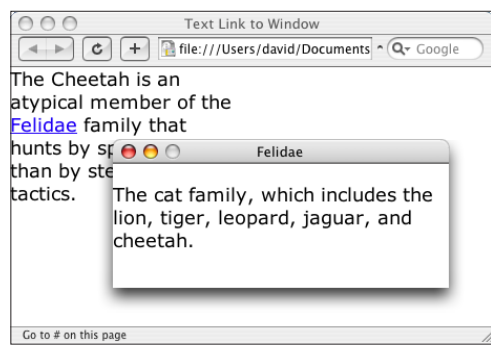 Text Link to Window
file:///Users/david/Documents
Google
The Cheetah is an
atypical member of the
Felidae family that
hunts by sp
than by ste
tactics.
Felidae
The cat family, which includes the
lion, tiger, leopard, jaguar, and
cheetah.
Go to # on this page